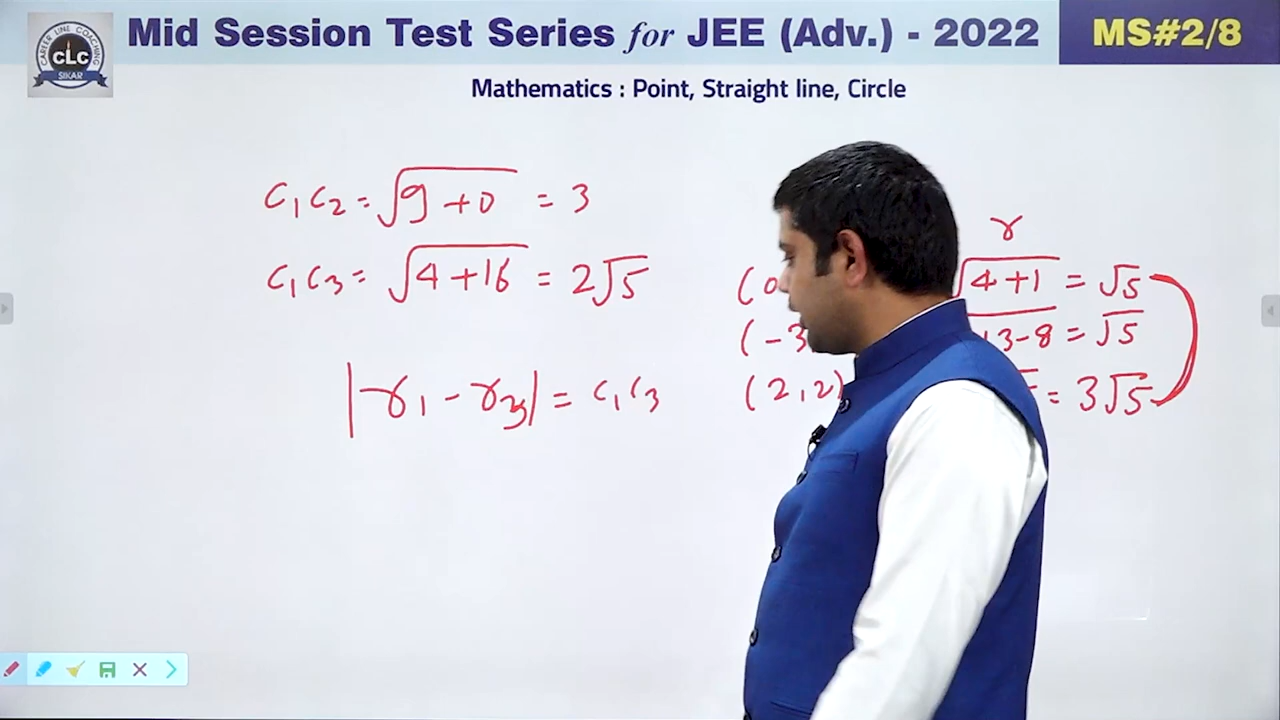 Mid Session Test Series for JEE (Adv.) - 2022
MS#2/8
CAREER LINE COACHING
CLC
SIKAR
Mathematics : Point, Straight line, Circle
C₁C₂ = √(9+0) = 3
C₁C₃ = √(4+16) = 2√5
|r₁ - r₃| = C₁C₃
r
(0 √(4+1) = √5
(-3 13-8 = √5
(2,2) = 3√5